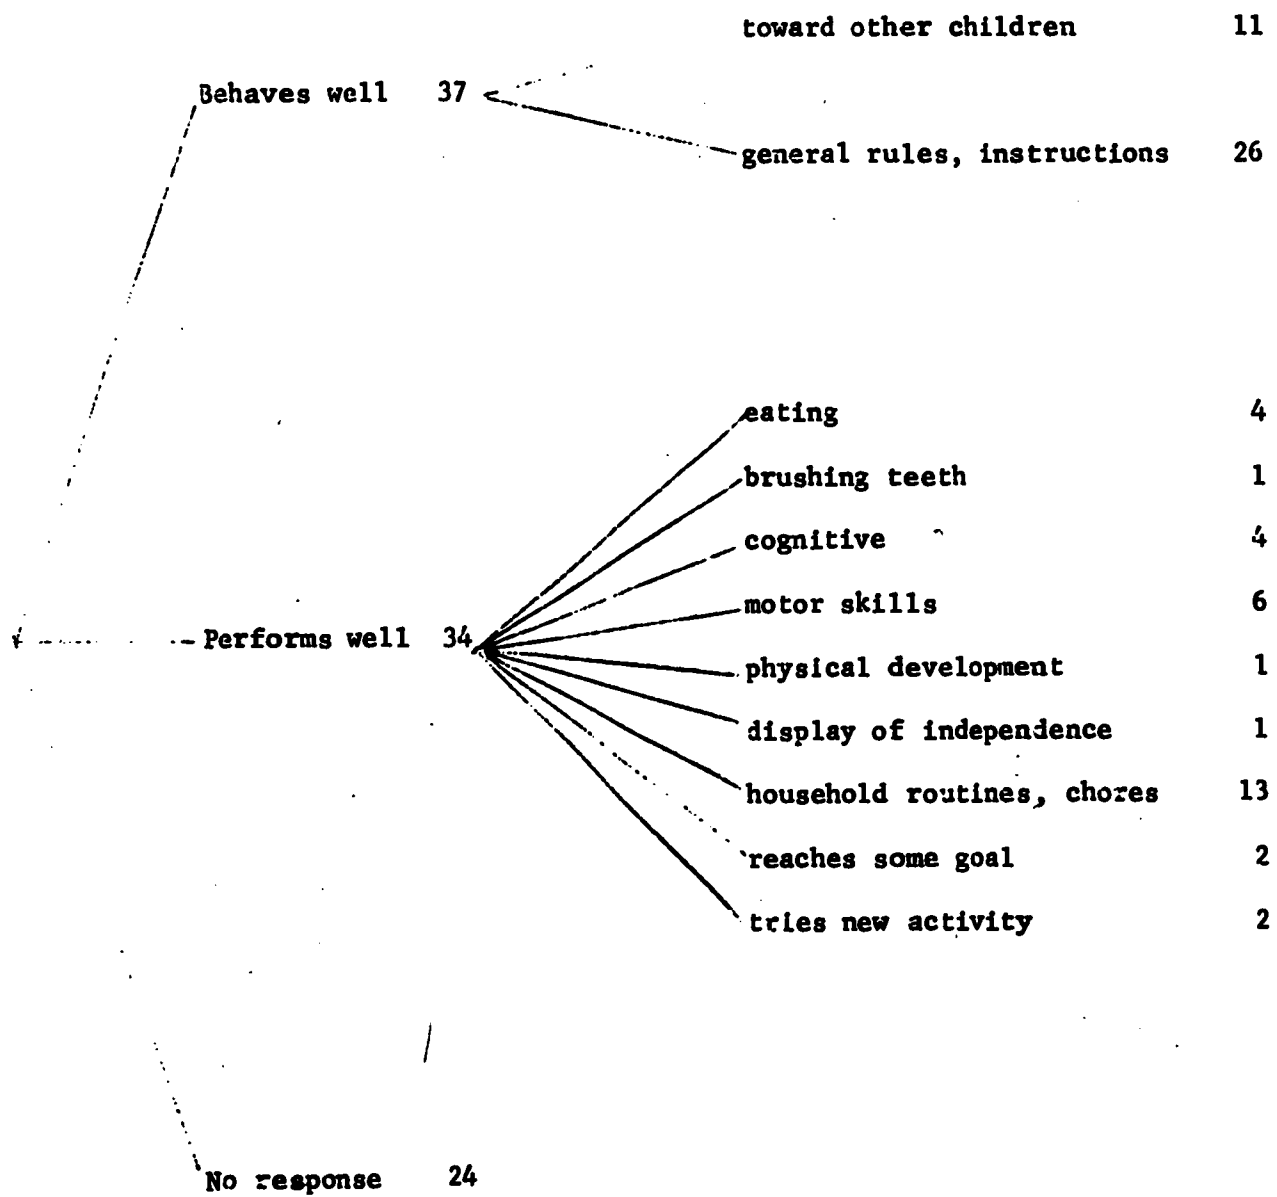 toward other children 11
Behaves well 37
general rules, instructions 26
eating 4
brushing teeth 1
cognitive 4
motor skills 6
Performs well 34
physical development 1
display of independence 1
household routines, chores 13
reaches some goal 2
tries new activity 2
No response 24